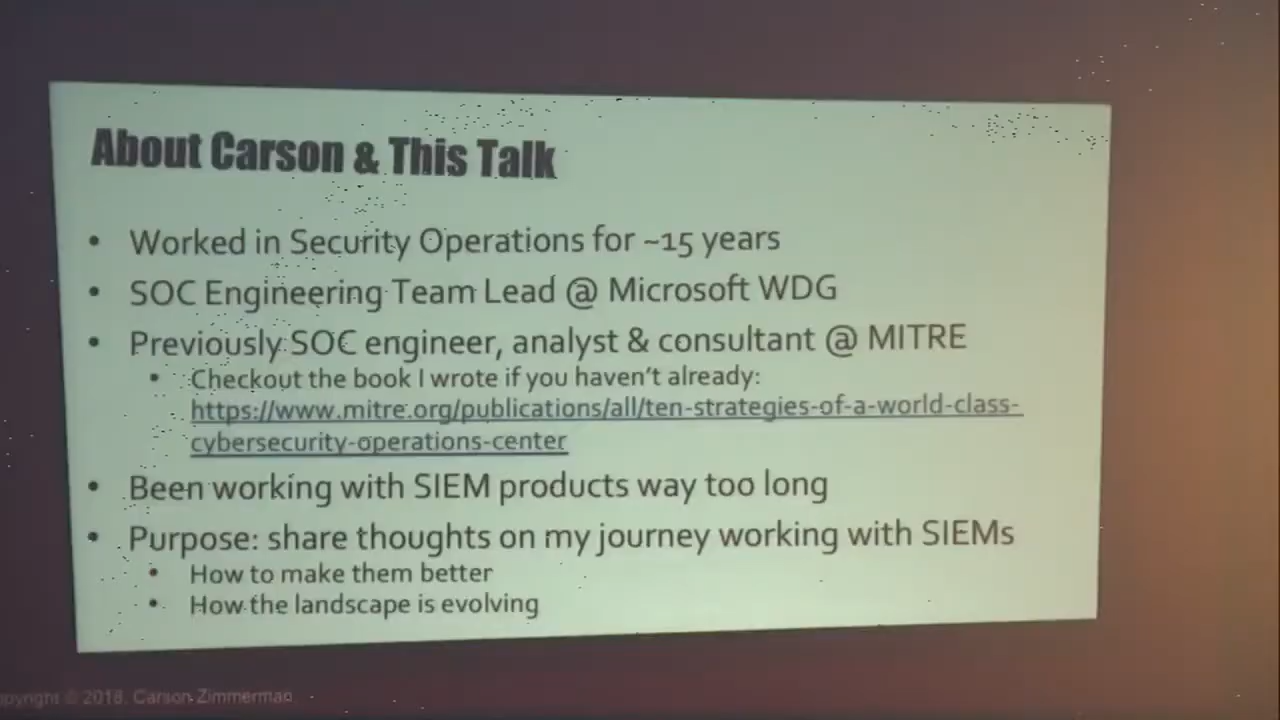 About Carson & This Talk
• Worked in Security Operations for ~15 years
• SOC Engineering Team Lead @ Microsoft WDG
• Previously SOC engineer, analyst & consultant @ MITRE
• Checkout the book I wrote if you haven't already:
https://www.mitre.org/publications/all/ten-strategies-of-a-world-class-
cybersecurity-operations-center
• Been working with SIEM products way too long
• Purpose: share thoughts on my journey working with SIEMs
• How to make them better
• How the landscape is evolving
opyright © 2018. Carson Zimmerman